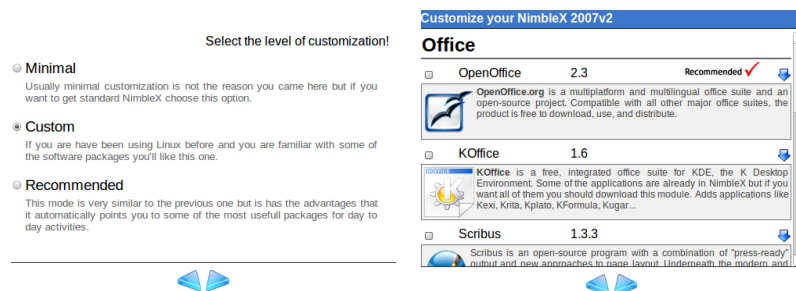 Select the level of customization!
Minimal
Usually minimal customization is not the reason you came here but if you
want to get standard NimbleX choose this option.
Custom
If you are have been using Linux before and you are familiar with some of
the software packages you'll like this one.
Recommended
This mode is very similar to the previous one but is has the advantages that
it automatically points you to some of the most usefull packages for day to
day activities.
Customize your NimbleX 2007v2
Office
OpenOffice 2.3 Recommended
OpenOffice.org is a multiplatform and multilingual office suite and an
open-source project. Compatible with all other major office suites, the
product is free to download, use, and distribute.
KOffice 1.6
KOFFICE
KOffice is a free, integrated office suite for KDE, the K Desktop
Environment. Some of the applications are already in NimbleX but if you
want all of them you should download this module. Adds applications like
Kexi, Krita, Kplato, KFormula, Kugar...
Scribus 1.3.3
Scribus is an open-source program with a combination of "press-ready"
output and new approaches to page layout. Underneath the modern and